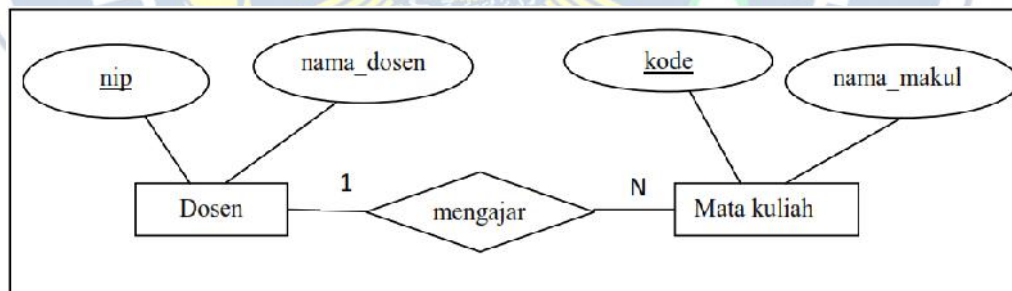 nip
nama_dosen
kode
nama_makul
Dosen
1
mengajar
N
Mata kuliah